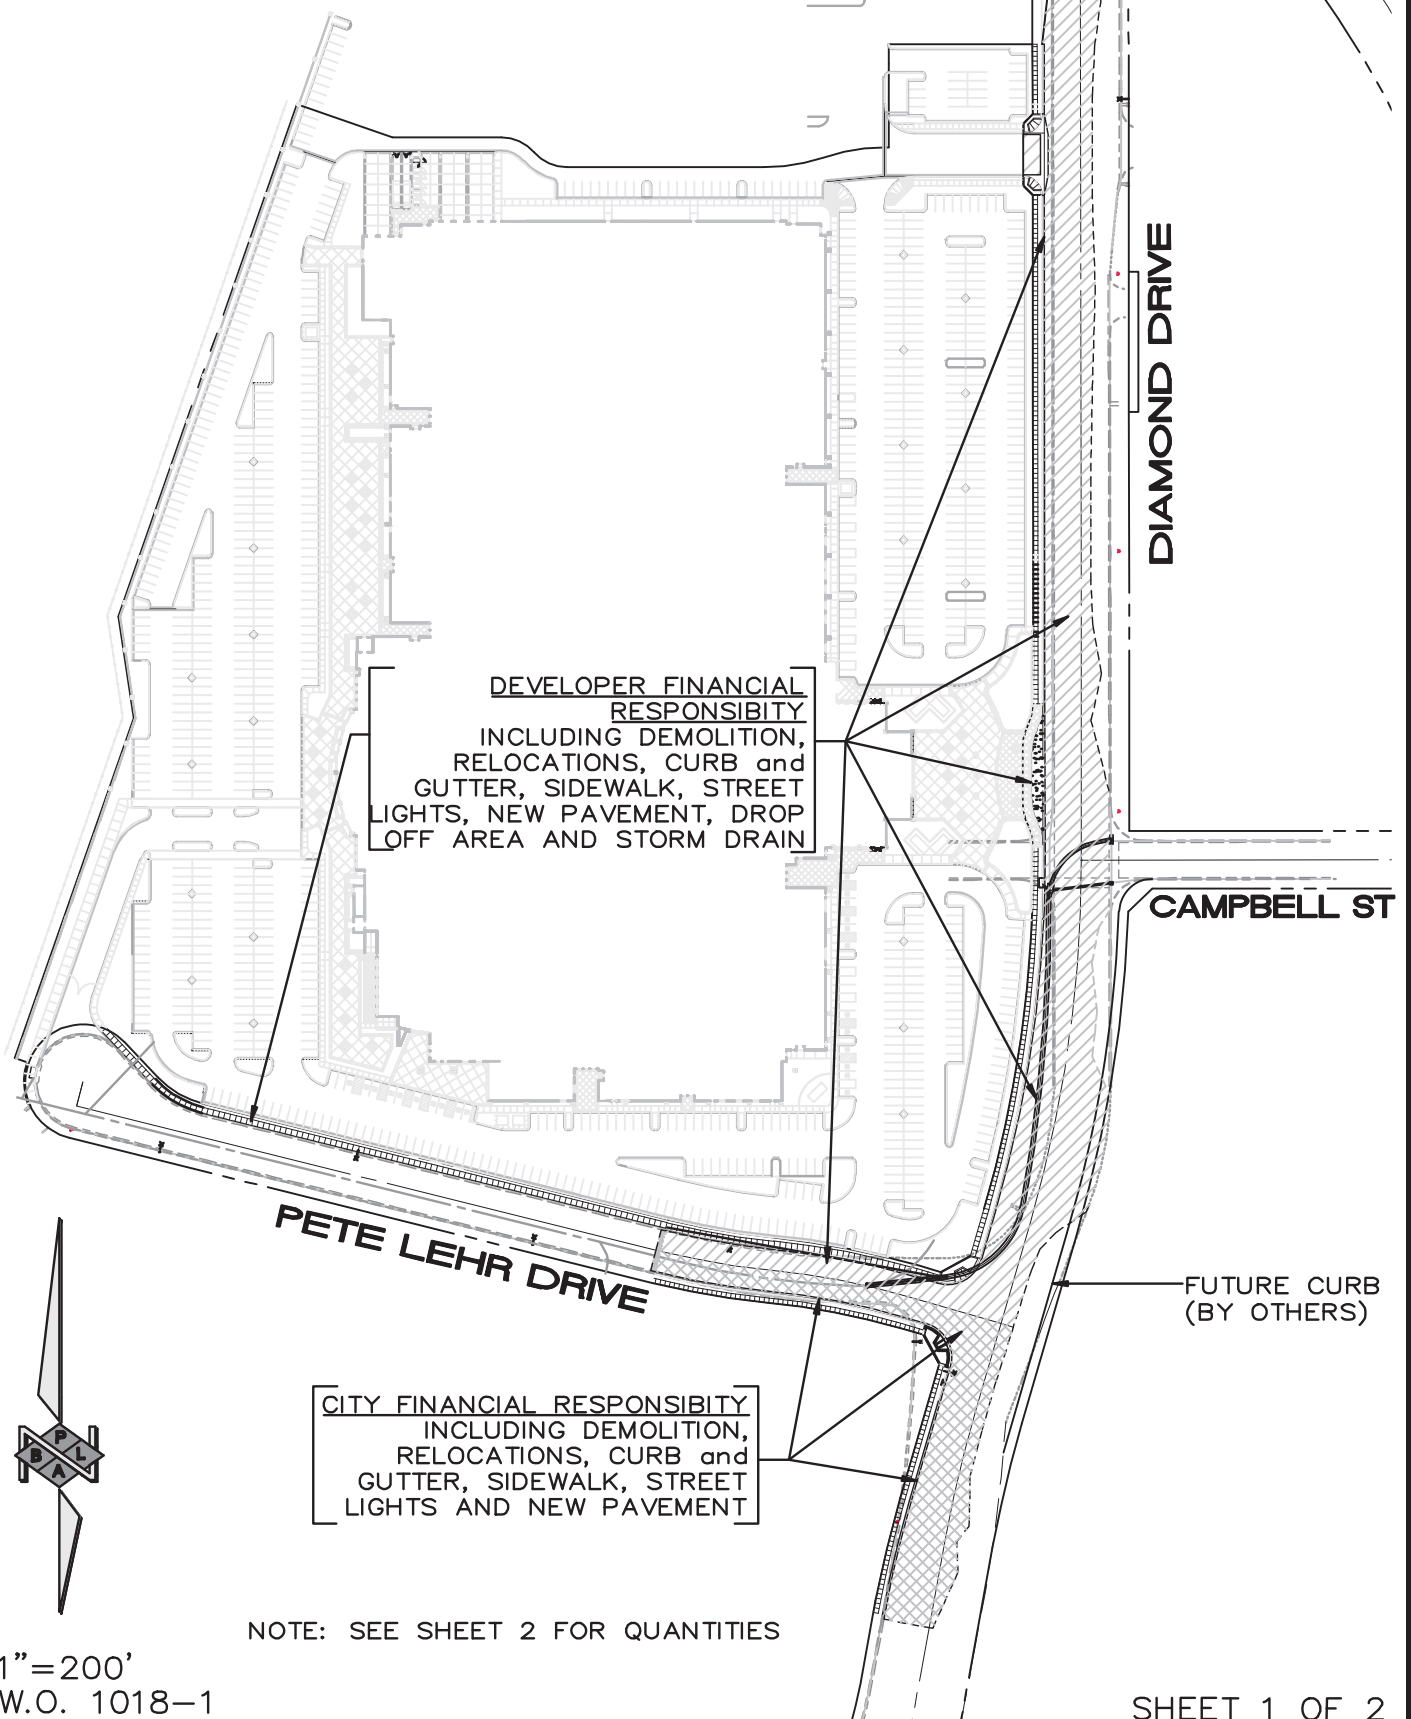 DIAMOND DRIVE
DEVELOPER FINANCIAL
RESPONSIBITY
INCLUDING DEMOLITION,
RELOCATIONS, CURB and
GUTTER, SIDEWALK, STREET
LIGHTS, NEW PAVEMENT, DROP
OFF AREA AND STORM DRAIN
CAMPBELL ST
PETE LEHR DRIVE
FUTURE CURB
(BY OTHERS)
CITY FINANCIAL RESPONSIBITY
INCLUDING DEMOLITION,
RELOCATIONS, CURB and
GUTTER, SIDEWALK, STREET
LIGHTS AND NEW PAVEMENT
P
B L
A
NOTE: SEE SHEET 2 FOR QUANTITIES
1"=200'
W.O. 1018-1
SHEET 1 OF 2